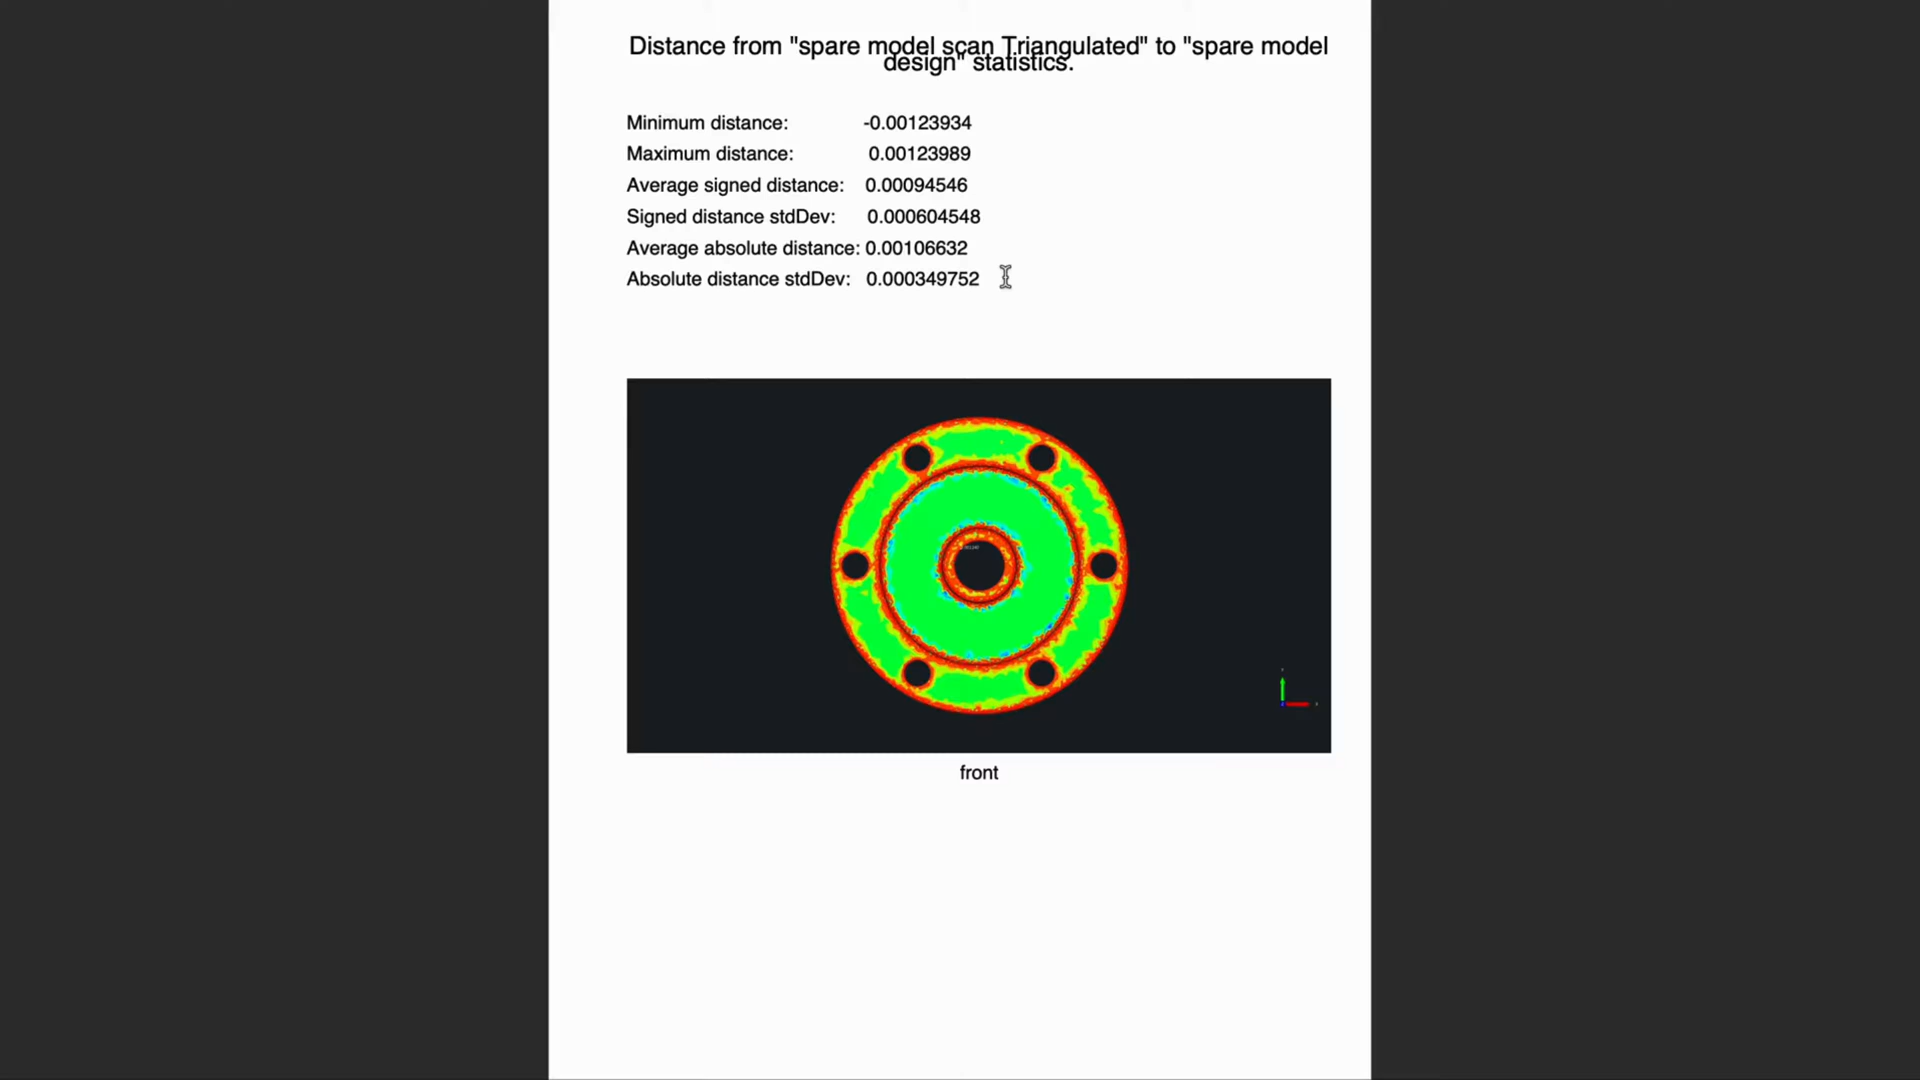 Distance from "spare model scan Triangulated" to "spare model
design" statistics.
Minimum distance: -0.00123934
Maximum distance: 0.00123989
Average signed distance: 0.00094546
Signed distance stdDev: 0.000604548
Average absolute distance: 0.00106632
Absolute distance stdDev: 0.000349752
front